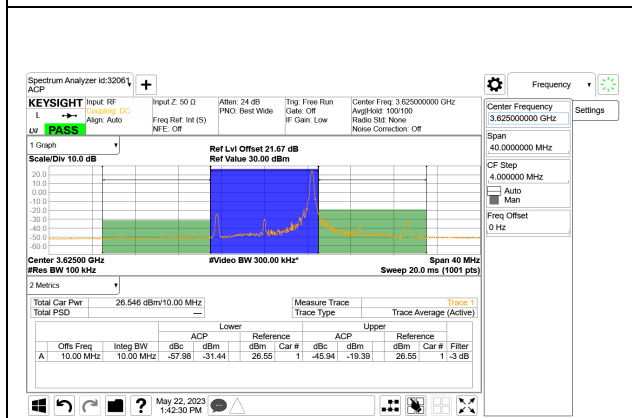 Spectrum Analyzer id:32061
ACP
+
Frequency
KEYSIGHT
L
PASS
Input: RF
Coupling: DC
Align: Auto
Input Z: 50 Ω
Freq Ref: Int (S)
NFE: Off
Atten: 24 dB
PNO: Best Wide
Trig: Free Run
Gate: Off
IF Gain: Low
Center Freq: 3.625000000 GHz
Avg|Hold: 100/100
Radio Std: None
Noise Correction: Off
Center Frequency
3.625000000 GHz
Settings
Span
40.0000000 MHz
CF Step
4.000000 MHz
Auto
Man
Freq Offset
0 Hz
1 Graph
Scale/Div 10.0 dB
Ref Lvl Offset 21.67 dB
Ref Value 30.00 dBm
20.0
10.0
0.00
-10.0
-20.0
-30.0
-40.0
-50.0
-60.0
Center 3.62500 GHz #Video BW 300.00 kHz* Span 40 MHz
#Res BW 100 kHz Sweep 20.0 ms (1001 pts)
2 Metrics
Total Car Pwr 26.546 dBm/10.00 MHz Measure Trace Trace 1
Total PSD --- Trace Type Trace Average (Active)
Lower Upper
ACP Reference ACP Reference
Offs Freq Integ BW dBc dBm dBm Car # dBc dBm dBm Car # Filter
A 10.00 MHz 10.00 MHz -57.98 -31.44 26.55 1 -45.94 -19.39 26.55 1 -3 dB
?
May 22, 2023
1:42:30 PM